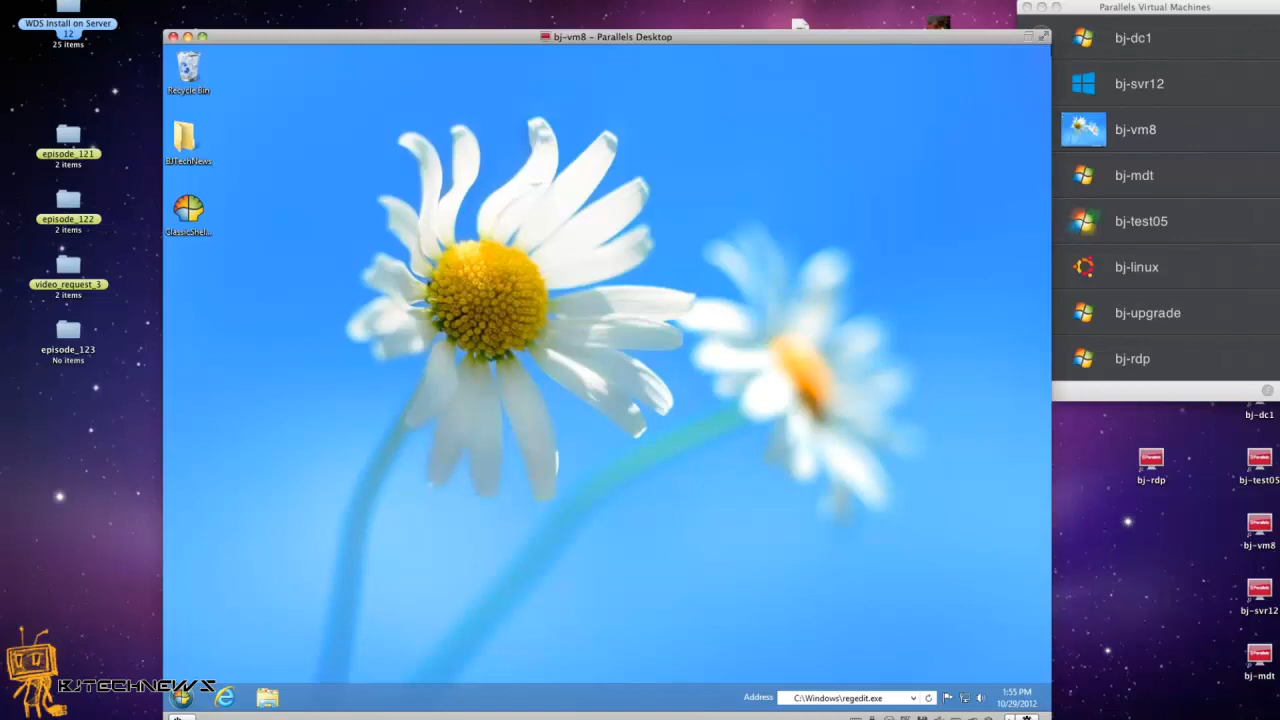 WDS Install on Server
12
25 items
episode_121
2 items
episode_122
2 items
video_request_3
2 items
episode_123
No items
bj-vm8 - Parallels Desktop
Recycle Bin
BJTechNews
ClassicShel...
Address
C:\Windows\regedit.exe
1:55 PM
10/29/2012
Parallels Virtual Machines
bj-dc1
bj-svr12
bj-vm8
bj-mdt
bj-test05
bj-linux
bj-upgrade
bj-rdp
bj-dc1
bj-rdp
bj-test05
bj-vm8
bj-svr12
bj-mdt
BJTECHNEWS